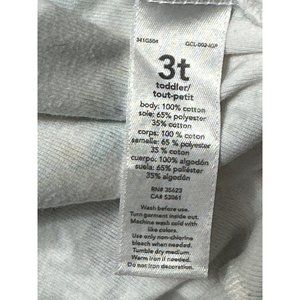 341G504 GCL-002-IGP
3t
toddler/
tout-petit
body: 100% cotton
sole: 65% polyester
35% cotton
corps: 100 % coton
semelle: 65 % polyester
35 % coton
cuerpo: 100% algodón
suela: 65% poliéster
35% algodón
RN# 35623
CA# 53061
Wash before use.
Turn garment inside out.
Machine wash cold with
like colors.
Use only non-chlorine
bleach when needed.
Tumble dry medium.
Warm iron if needed.
Do not iron decoration.